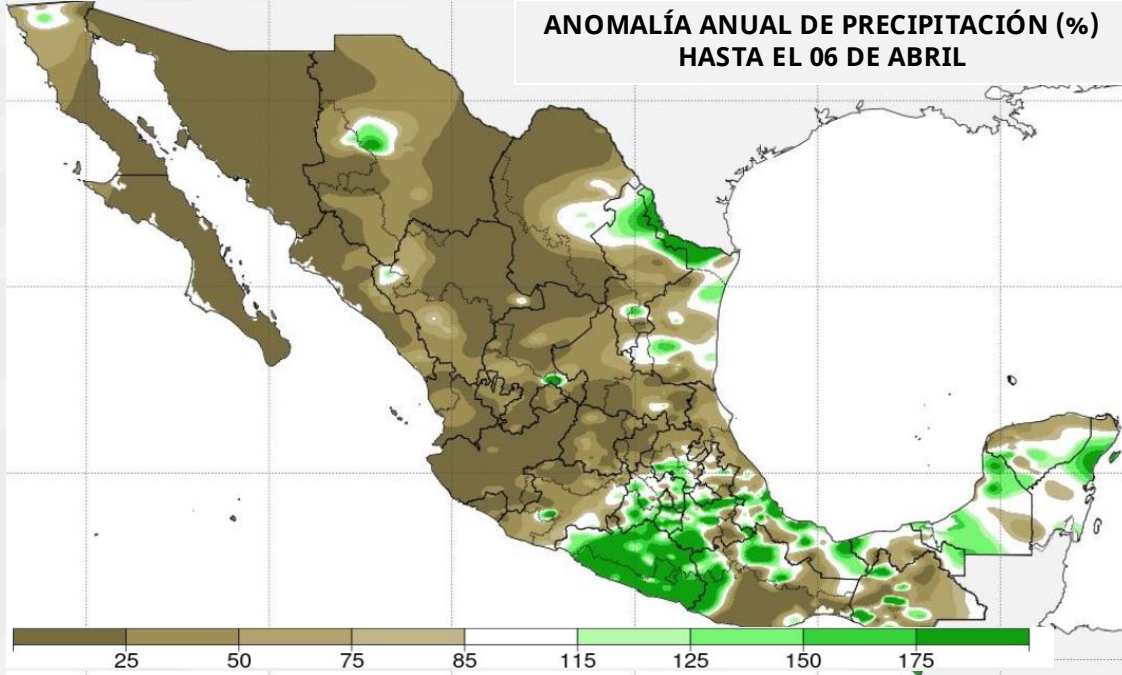 ANOMALÍA ANUAL DE PRECIPITACIÓN (%)
HASTA EL 06 DE ABRIL
25 50 75 85 115 125 150 175